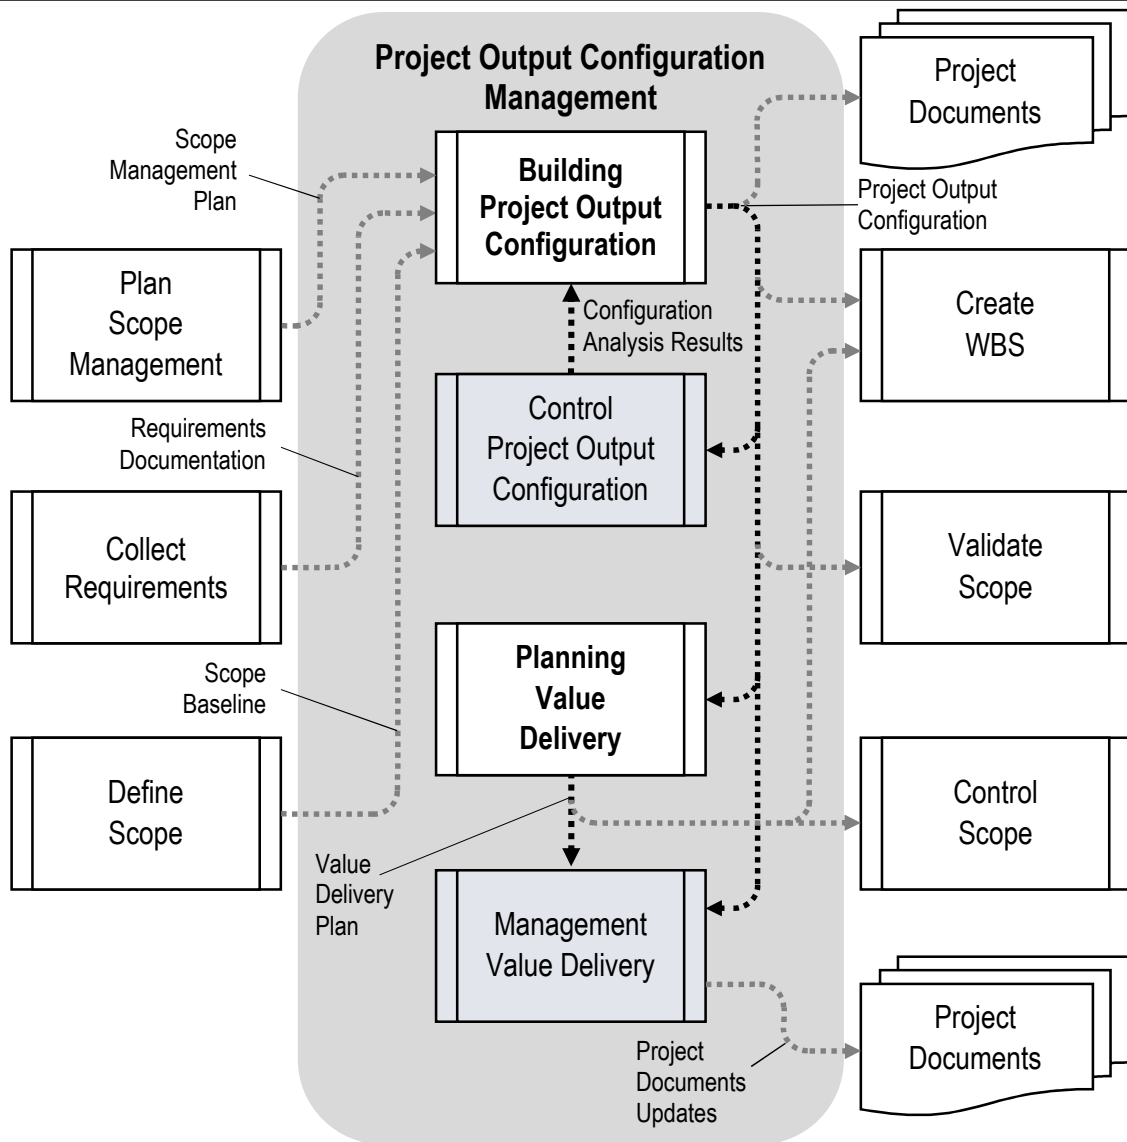 Project Output Configuration
Management
Project
Documents
Scope
Management
Plan
Building
Project Output
Configuration
Project Output
Configuration
Plan
Scope
Management
Configuration
Analysis Results
Create
WBS
Control
Project Output
Configuration
Requirements
Documentation
Collect
Requirements
Validate
Scope
Scope
Baseline
Planning
Value
Delivery
Define
Scope
Control
Scope
Value
Delivery
Plan
Management
Value Delivery
Project
Documents
Updates
Project
Documents